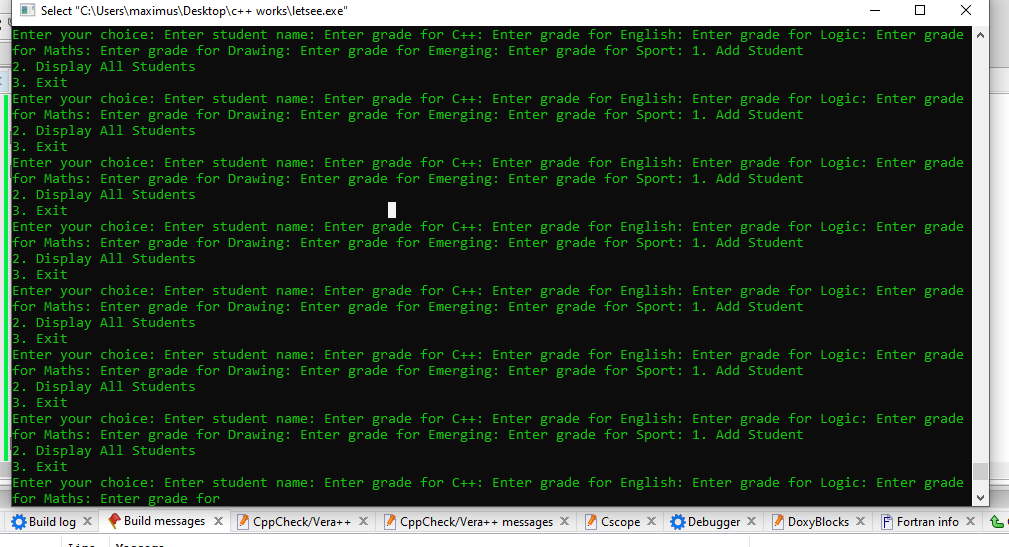 Select "C:\Users\maximus\Desktop\c++ works\letsee.exe"
Enter your choice: Enter student name: Enter grade for C++: Enter grade for English: Enter grade for Logic: Enter grade
for Maths: Enter grade for Drawing: Enter grade for Emerging: Enter grade for Sport: 1. Add Student
2. Display All Students
3. Exit
Enter your choice: Enter student name: Enter grade for C++: Enter grade for English: Enter grade for Logic: Enter grade
for Maths: Enter grade for Drawing: Enter grade for Emerging: Enter grade for Sport: 1. Add Student
2. Display All Students
3. Exit
Enter your choice: Enter student name: Enter grade for C++: Enter grade for English: Enter grade for Logic: Enter grade
for Maths: Enter grade for Drawing: Enter grade for Emerging: Enter grade for Sport: 1. Add Student
2. Display All Students
3. Exit
Enter your choice: Enter student name: Enter grade for C++: Enter grade for English: Enter grade for Logic: Enter grade
for Maths: Enter grade for Drawing: Enter grade for Emerging: Enter grade for Sport: 1. Add Student
2. Display All Students
3. Exit
Enter your choice: Enter student name: Enter grade for C++: Enter grade for English: Enter grade for Logic: Enter grade
for Maths: Enter grade for Drawing: Enter grade for Emerging: Enter grade for Sport: 1. Add Student
2. Display All Students
3. Exit
Enter your choice: Enter student name: Enter grade for C++: Enter grade for English: Enter grade for Logic: Enter grade
for Maths: Enter grade for Drawing: Enter grade for Emerging: Enter grade for Sport: 1. Add Student
2. Display All Students
3. Exit
Enter your choice: Enter student name: Enter grade for C++: Enter grade for English: Enter grade for Logic: Enter grade
for Maths: Enter grade for Drawing: Enter grade for Emerging: Enter grade for Sport: 1. Add Student
2. Display All Students
3. Exit
Enter your choice: Enter student name: Enter grade for C++: Enter grade for English: Enter grade for Logic: Enter grade
for Maths: Enter grade for
Build log Build messages CppCheck/Vera++ CppCheck/Vera++ messages Cscope Debugger DoxyBlocks Fortran info
Line Message